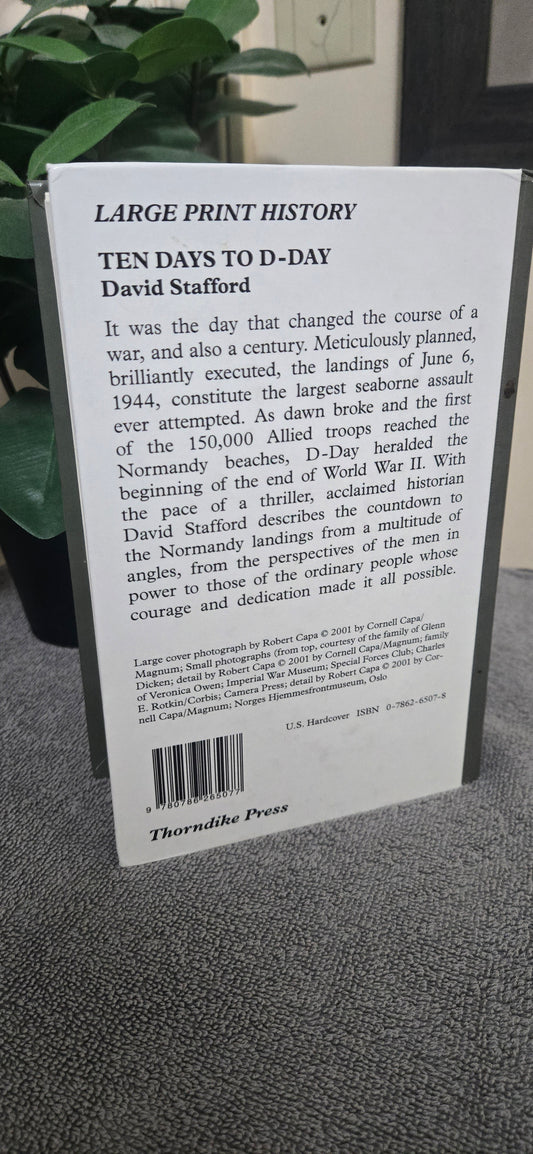 LARGE PRINT HISTORY
TEN DAYS TO D-DAY
David Stafford
It was the day that changed the course of a
war, and also a century. Meticulously planned,
brilliantly executed, the landings of June 6,
1944, constitute the largest seaborne assault
ever attempted. As dawn broke and the first
of the 150,000 Allied troops reached the
Normandy beaches, D-Day heralded the
beginning of the end of World War II. With
the pace of a thriller, acclaimed historian
David Stafford describes the countdown to
the Normandy landings from a multitude of
angles, from the perspectives of the men in
power to those of the ordinary people whose
courage and dedication made it all possible.
Large cover photograph by Robert Capa © 2001 by Cornell Capa/
Magnum; Small photographs (from top, courtesy of the family of Glenn
Dicken; detail by Robert Capa © 2001 by Cornell Capa/Magnum; family
of Veronica Owen; Imperial War Museum; Special Forces Club; Charles
E. Rotkin/Corbis; Camera Press; detail by Robert Capa © 2001 by Cor-
nell Capa/Magnum; Norges Hjemmesfrontmuseum, Oslo
U.S. Hardcover ISBN 0-7862-6507-8
9 780786 265077
Thorndike Press